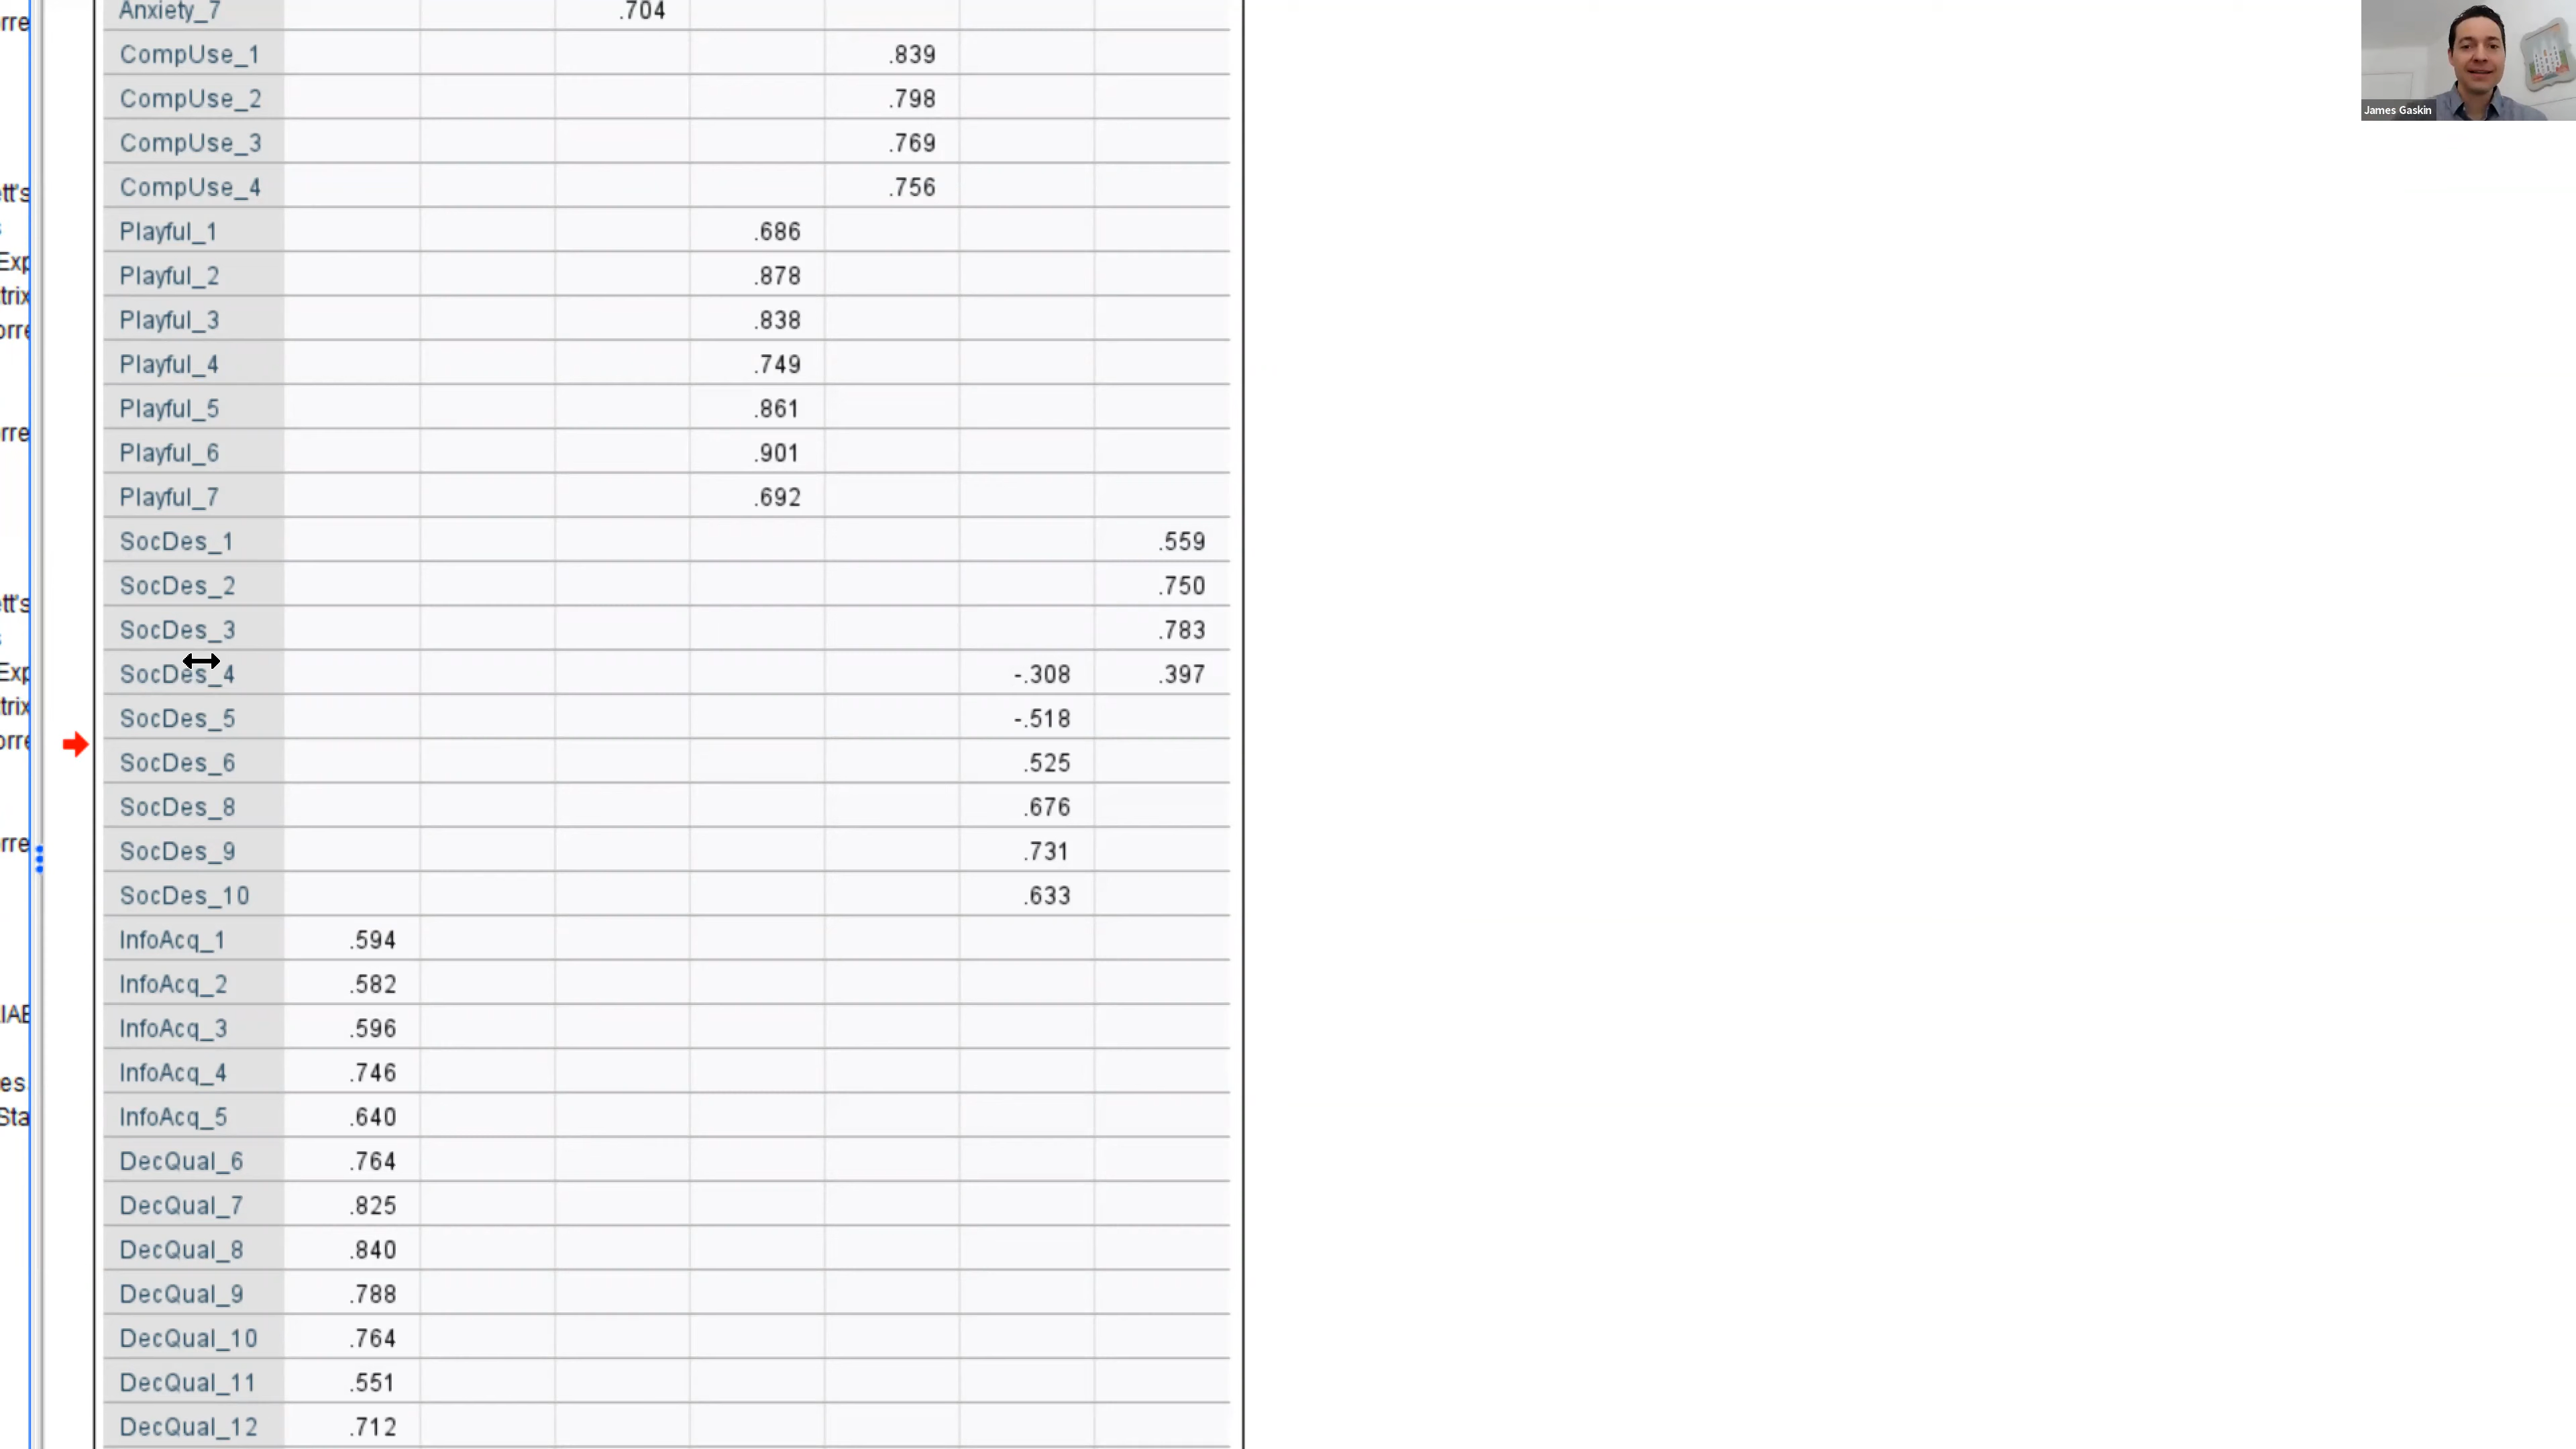 Anxiety_7 .704
CompUse_1 .839
CompUse_2 .798
CompUse_3 .769
CompUse_4 .756
Playful_1 .686
Playful_2 .878
Playful_3 .838
Playful_4 .749
Playful_5 .861
Playful_6 .901
Playful_7 .692
SocDes_1 .559
SocDes_2 .750
SocDes_3 .783
SocDes_4 -.308 .397
SocDes_5 -.518
SocDes_6 .525
SocDes_8 .676
SocDes_9 .731
SocDes_10 .633
InfoAcq_1 .594
InfoAcq_2 .582
InfoAcq_3 .596
InfoAcq_4 .746
InfoAcq_5 .640
DecQual_6 .764
DecQual_7 .825
DecQual_8 .840
DecQual_9 .788
DecQual_10 .764
DecQual_11 .551
DecQual_12 .712
James Gaskin